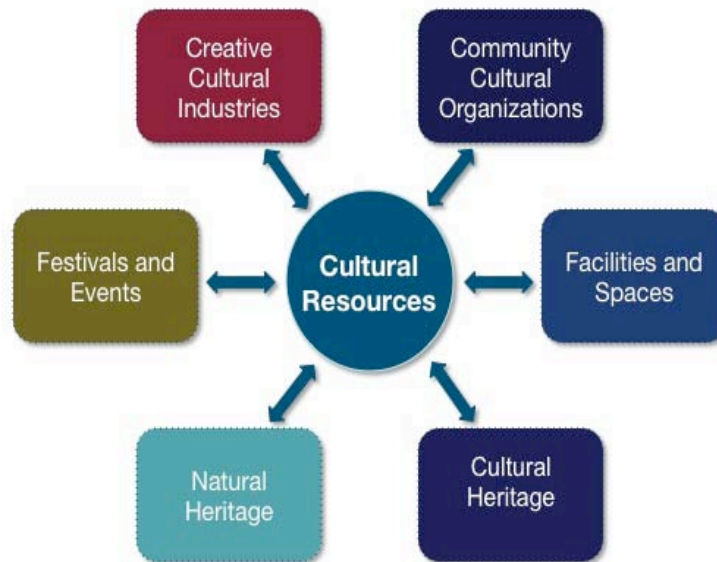 Creative
Cultural
Industries
Community
Cultural
Organizations
Festivals and
Events
Cultural
Resources
Facilities and
Spaces
Natural
Heritage
Cultural
Heritage